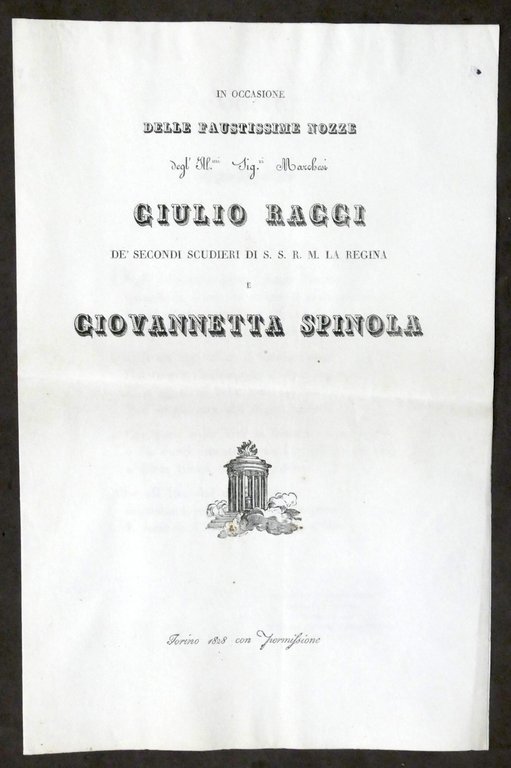 IN OCCASIONE
DELLE FAUSTISSIME NOZZE
degl' Ill.mi Sig.ri Marchesi
GIULIO RAGGI
DE' SECONDI SCUDIERI DI S. S. R. M. LA REGINA
E
GIOVANNETTA SPINOLA
Torino 1828 con Permissione